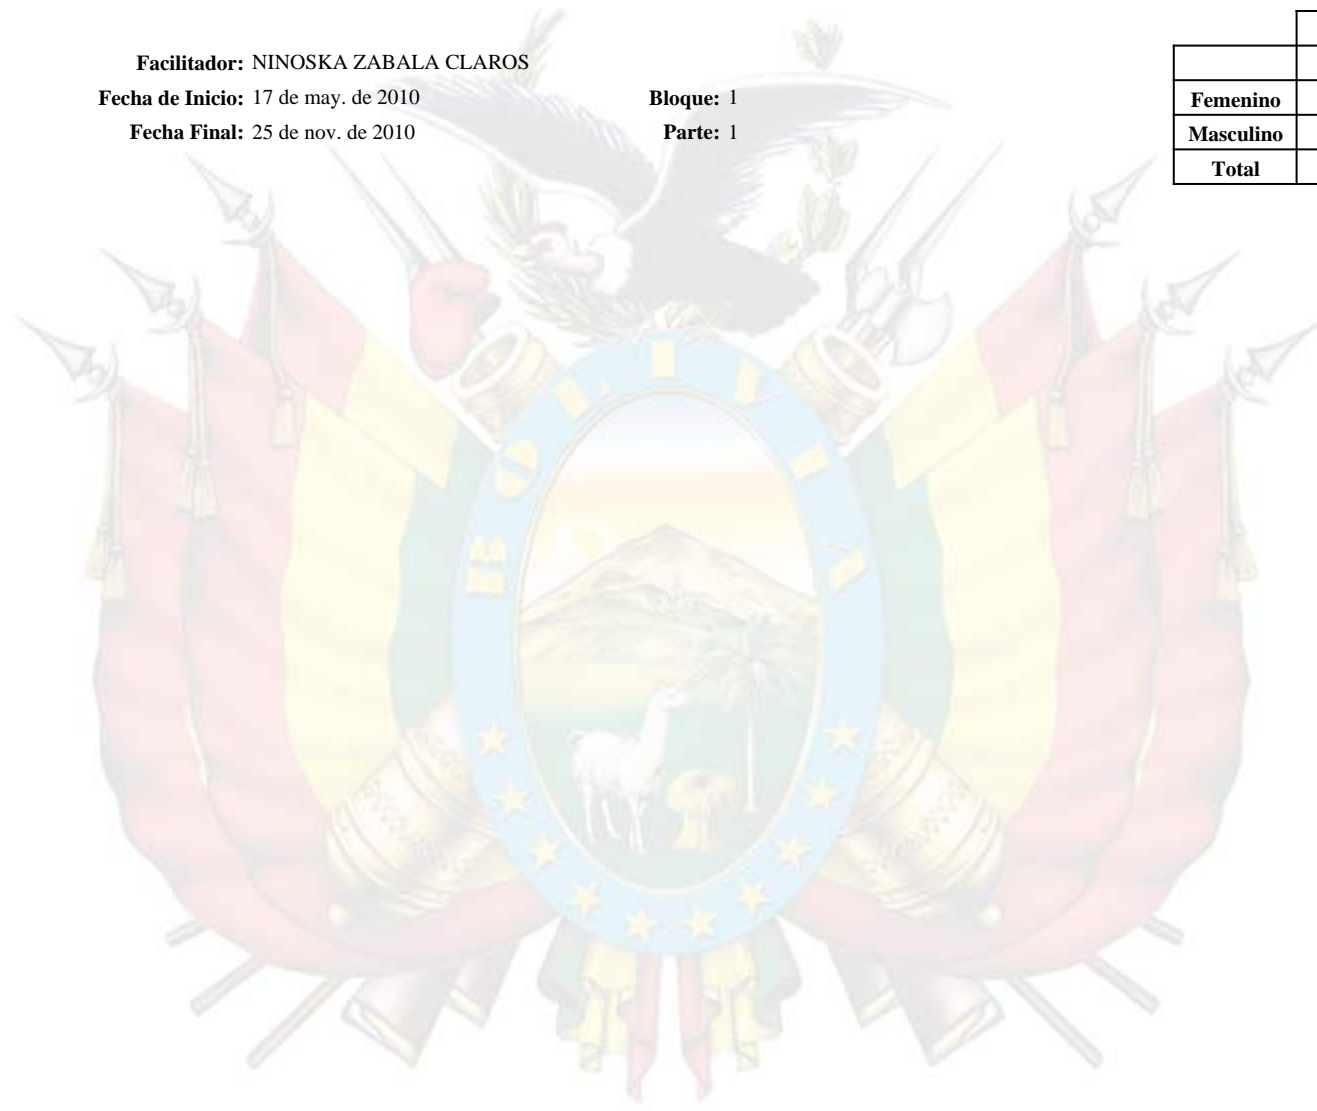 Facilitador: NINOSKA ZABALA CLAROS
Fecha de Inicio: 17 de may. de 2010 Bloque: 1
Fecha Final: 25 de nov. de 2010 Parte: 1
Femenino
Masculino
Total
BOLIVIA